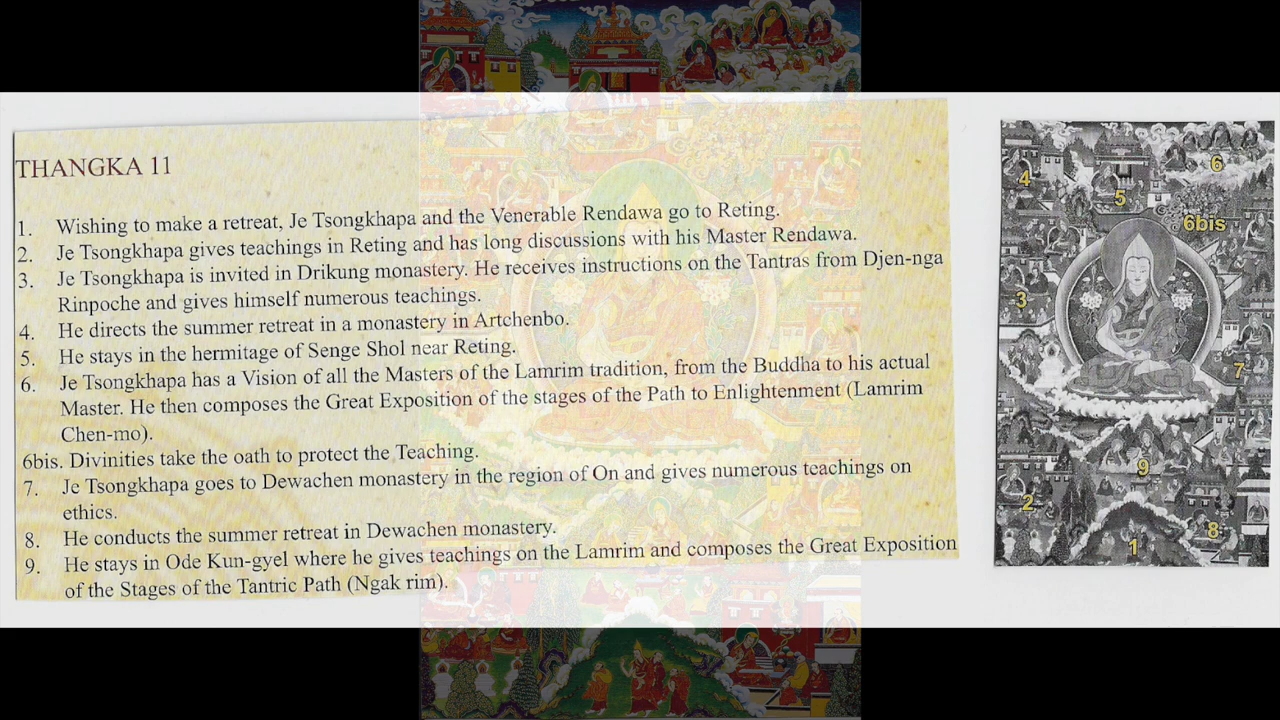 THANGKA 11
1. Wishing to make a retreat, Je Tsongkhapa and the Venerable Rendawa go to Reting.
2. Je Tsongkhapa gives teachings in Reting and has long discussions with his Master Rendawa.
3. Je Tsongkhapa is invited in Drikung monastery. He receives instructions on the Tantras from Djen-nga
Rinpoche and gives himself numerous teachings.
4. He directs the summer retreat in a monastery in Artchenbo.
5. He stays in the hermitage of Senge Shol near Reting.
6. Je Tsongkhapa has a Vision of all the Masters of the Lamrim tradition, from the Buddha to his actual
Master. He then composes the Great Exposition of the stages of the Path to Enlightenment (Lamrim
Chen-mo).
6bis. Divinities take the oath to protect the Teaching.
7. Je Tsongkhapa goes to Dewachen monastery in the region of On and gives numerous teachings on
ethics.
8. He conducts the summer retreat in Dewachen monastery.
9. He stays in Ode Kun-gyel where he gives teachings on the Lamrim and composes the Great Exposition
of the Stages of the Tantric Path (Ngak rim).
6
4
5
6bis
3
7
9
2
8
1